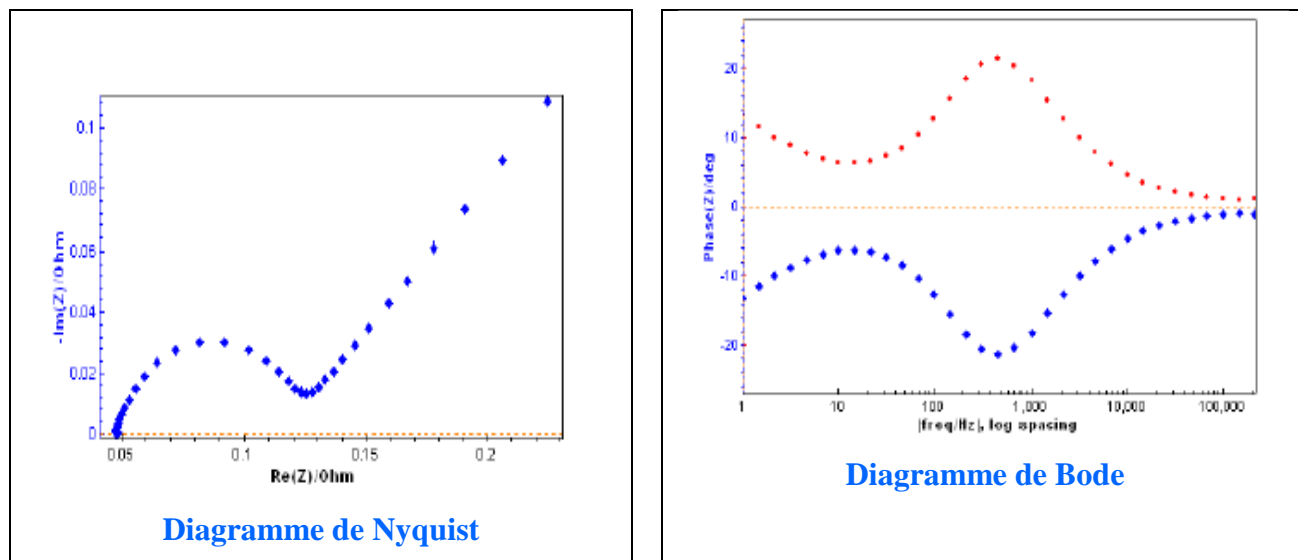 0.1
0.08
0.06
0.04
0.02
0
-Im(Z)/Ohm
0.05 0.1 0.15 0.2
Re(Z)/Ohm
Diagramme de Nyquist
20
10
0
-10
-20
Phase(Z)/deg
1 10 100 1,000 10,000 100,000
|freq/Hz|, log spacing
Diagramme de Bode